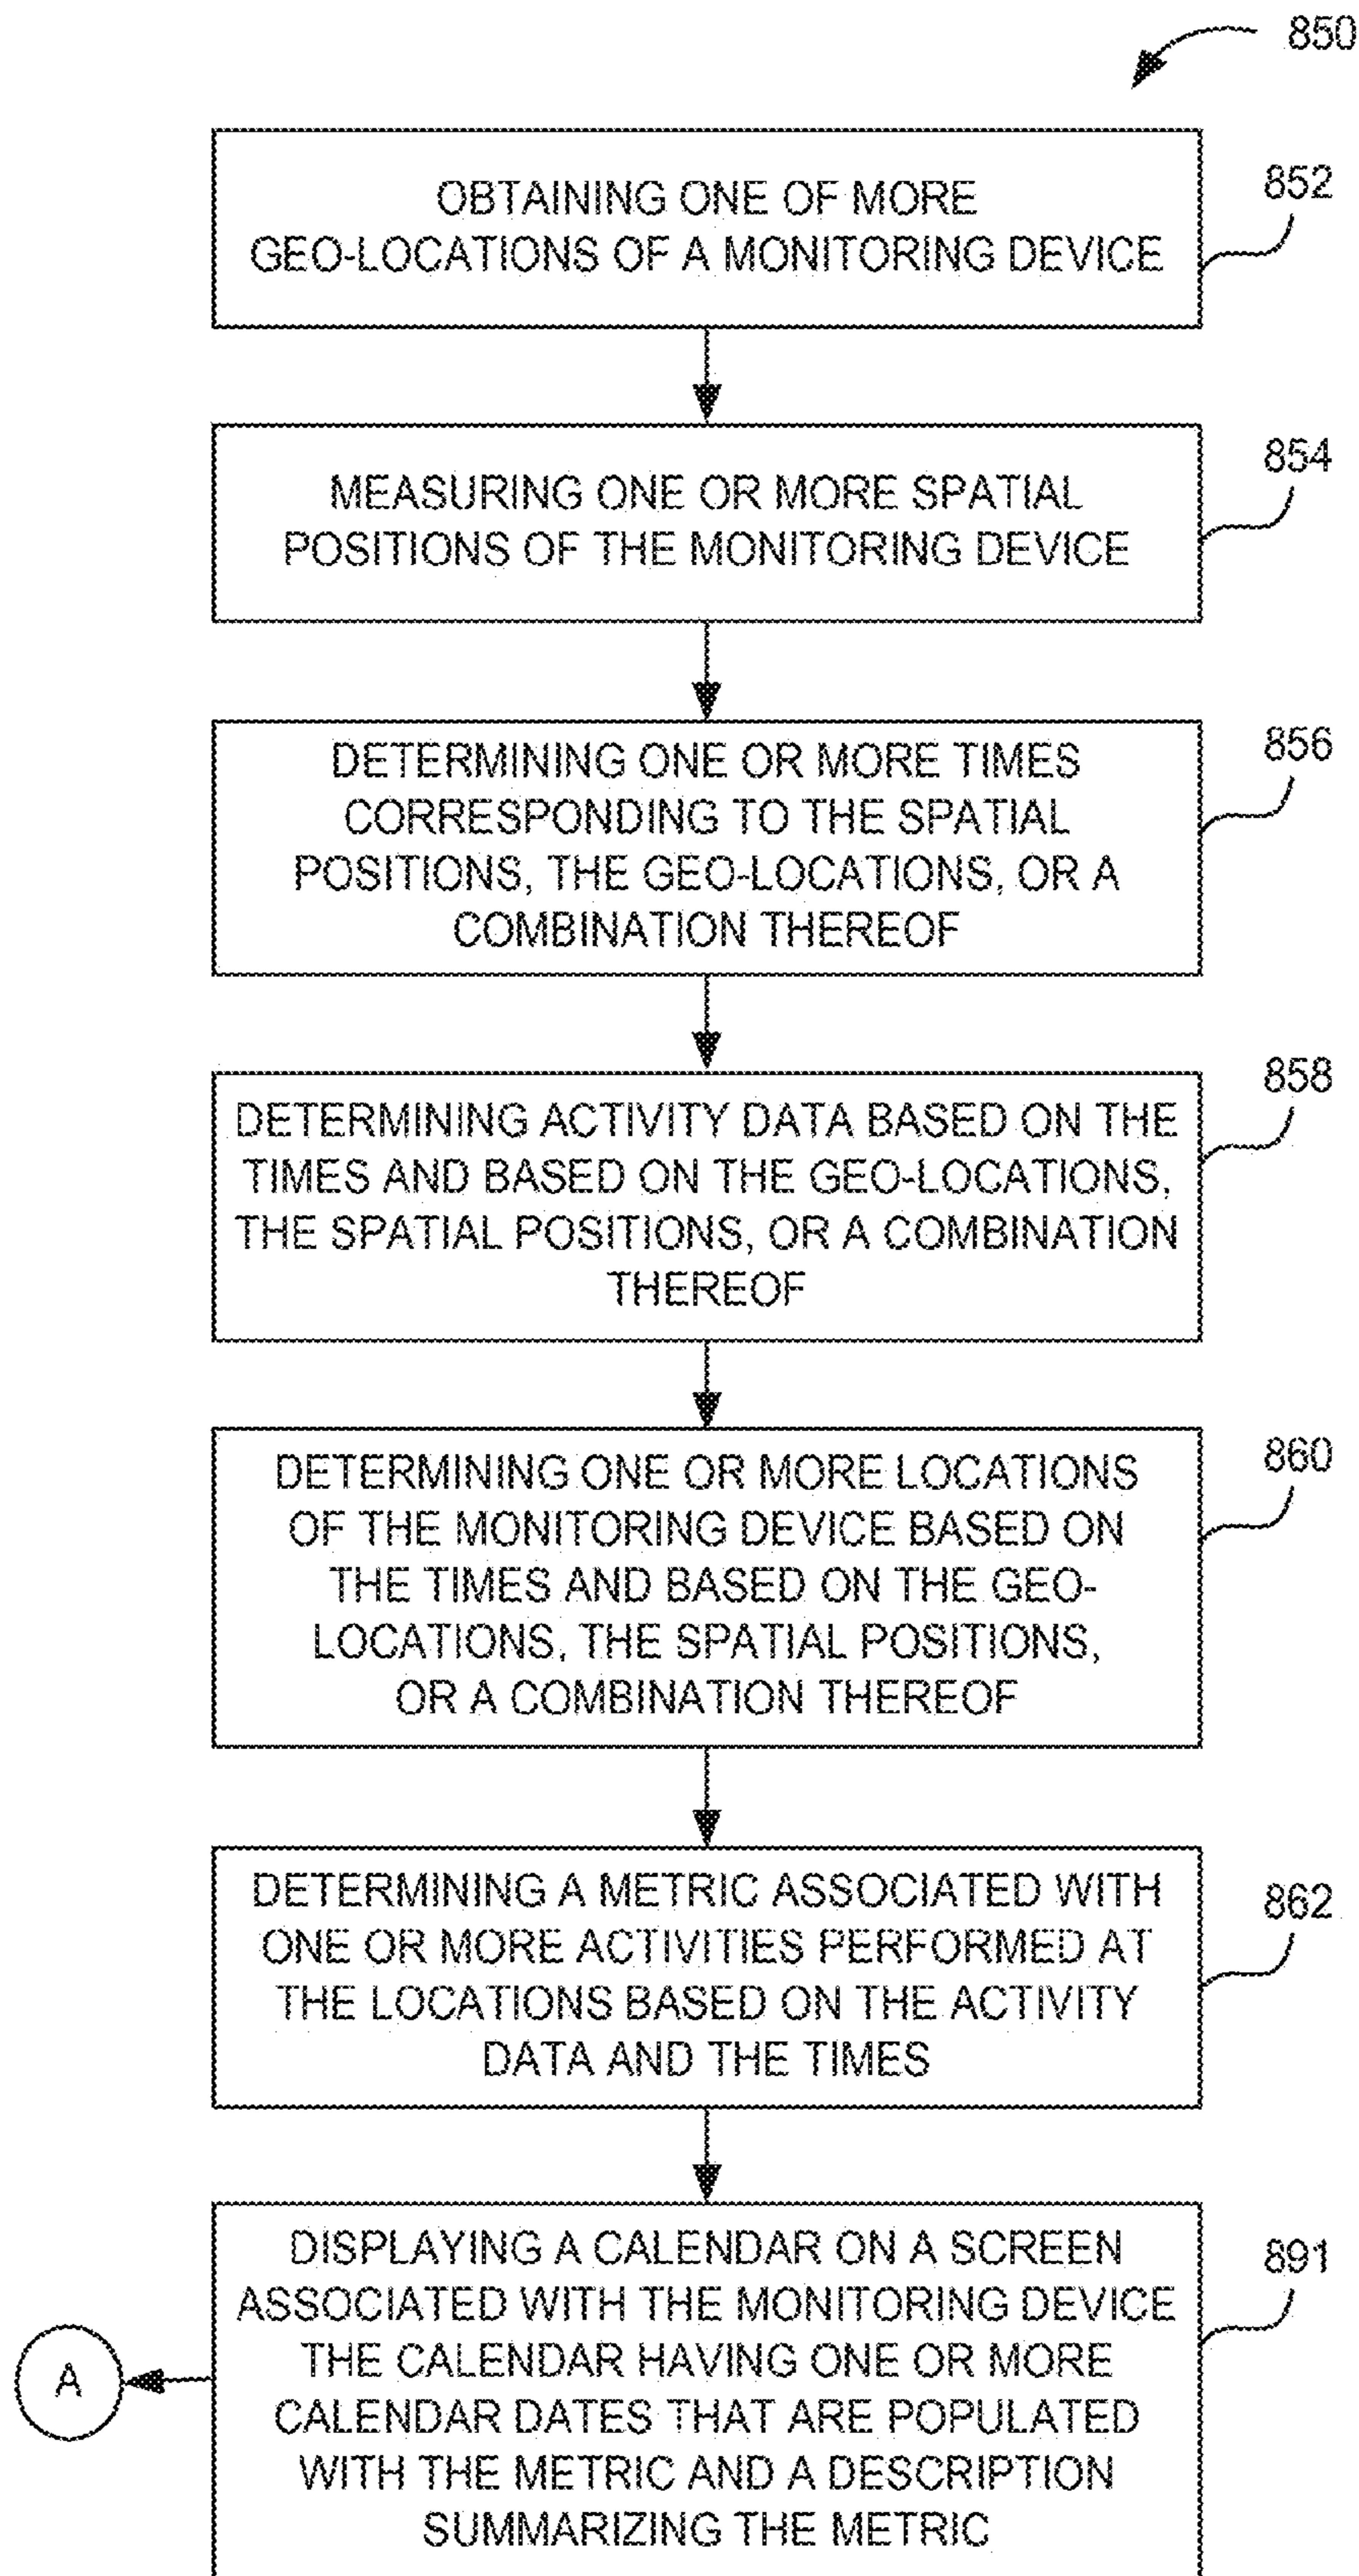 850
OBTAINING ONE OF MORE
GEO-LOCATIONS OF A MONITORING DEVICE
852
MEASURING ONE OR MORE SPATIAL
POSITIONS OF THE MONITORING DEVICE
854
DETERMINING ONE OR MORE TIMES
CORRESPONDING TO THE SPATIAL
POSITIONS, THE GEO-LOCATIONS, OR A
COMBINATION THEREOF
856
DETERMINING ACTIVITY DATA BASED ON THE
TIMES AND BASED ON THE GEO-LOCATIONS,
THE SPATIAL POSITIONS, OR A COMBINATION
THEREOF
858
DETERMINING ONE OR MORE LOCATIONS
OF THE MONITORING DEVICE BASED ON
THE TIMES AND BASED ON THE GEO-
LOCATIONS, THE SPATIAL POSITIONS,
OR A COMBINATION THEREOF
860
DETERMINING A METRIC ASSOCIATED WITH
ONE OR MORE ACTIVITIES PERFORMED AT
THE LOCATIONS BASED ON THE ACTIVITY
DATA AND THE TIMES
862
DISPLAYING A CALENDAR ON A SCREEN
ASSOCIATED WITH THE MONITORING DEVICE
THE CALENDAR HAVING ONE OR MORE
CALENDAR DATES THAT ARE POPULATED
WITH THE METRIC AND A DESCRIPTION
SUMMARIZING THE METRIC
891
A